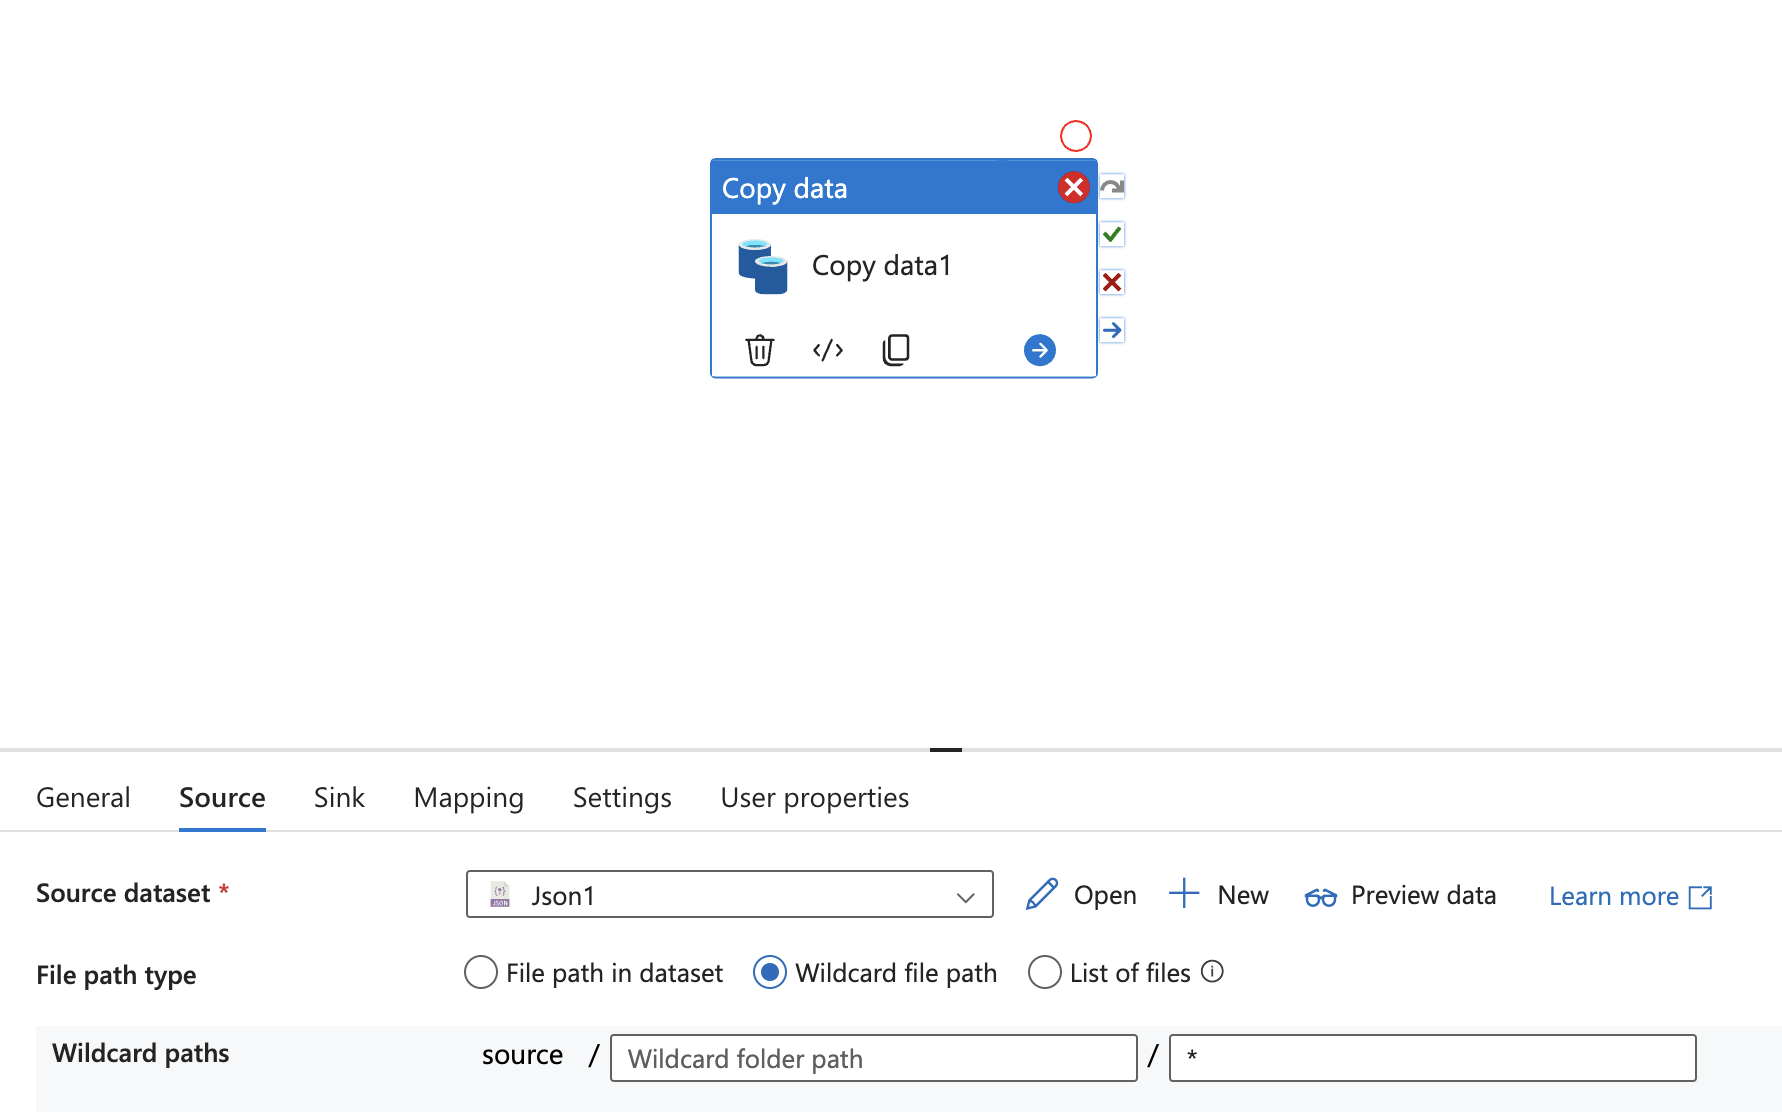 Copy data
Copy data1
General Source Sink Mapping Settings User properties
Source dataset * JSON Json1 Open New Preview data Learn more
File path type File path in dataset Wildcard file path List of files
Wildcard paths source / Wildcard folder path / *